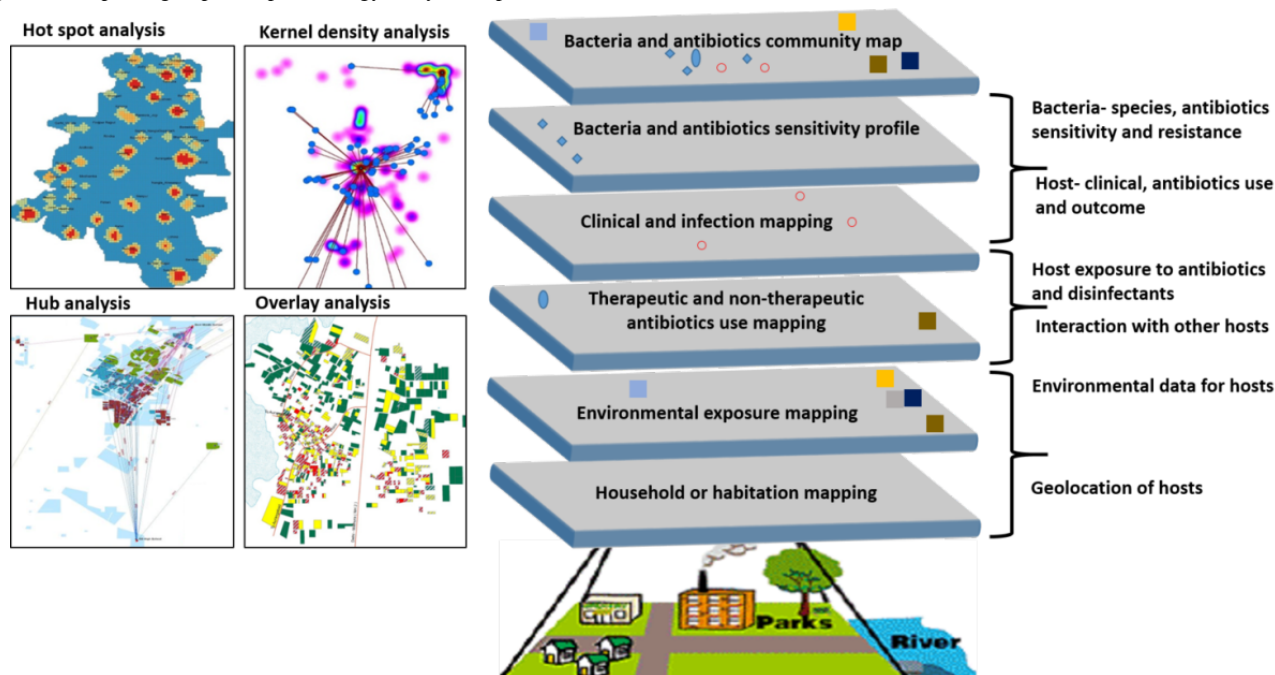 Hot spot analysis
Kernel density analysis
Hub analysis
Overlay analysis
Bacteria and antibiotics community map
Bacteria and antibiotics sensitivity profile
Clinical and infection mapping
Therapeutic and non-therapeutic
antibiotics use mapping
Environmental exposure mapping
Household or habitation mapping
Bacteria- species, antibiotics
sensitivity and resistance
Host- clinical, antibiotics use
and outcome
Host exposure to antibiotics
and disinfectants
Interaction with other hosts
Environmental data for hosts
Geolocation of hosts
Parks
River